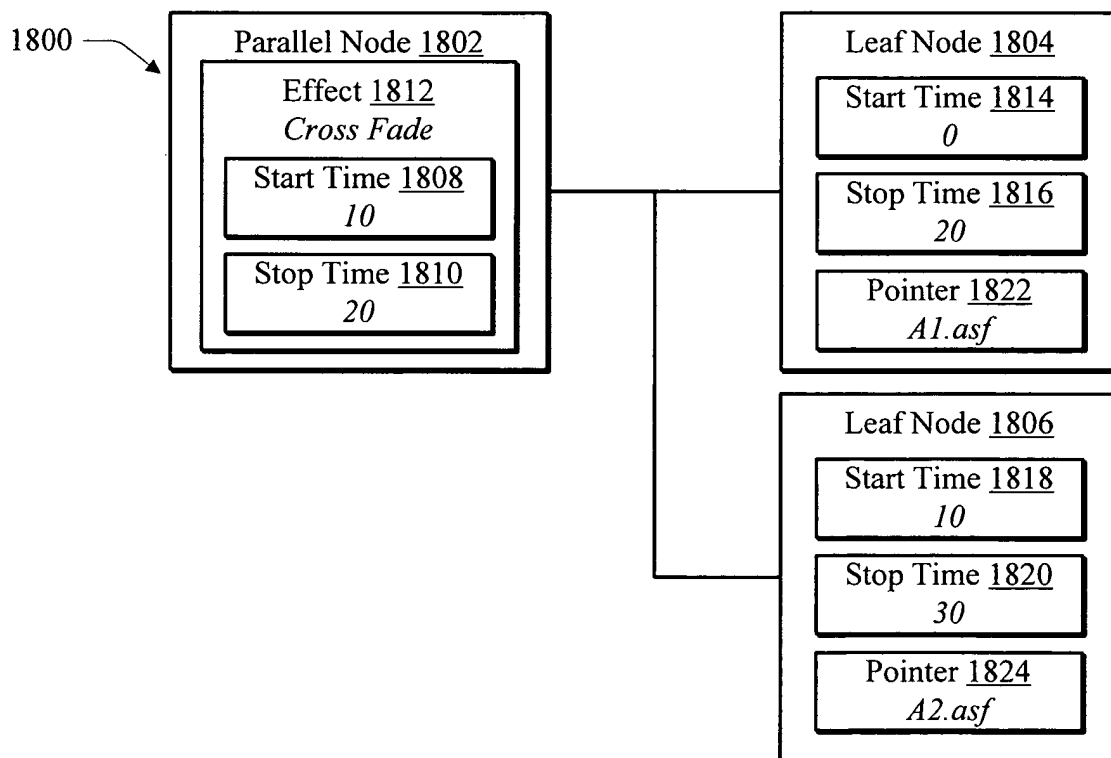 1800
Parallel Node 1802
Effect 1812
Cross Fade
Start Time 1808
10
Stop Time 1810
20
Leaf Node 1804
Start Time 1814
0
Stop Time 1816
20
Pointer 1822
A1.asf
Leaf Node 1806
Start Time 1818
10
Stop Time 1820
30
Pointer 1824
A2.asf